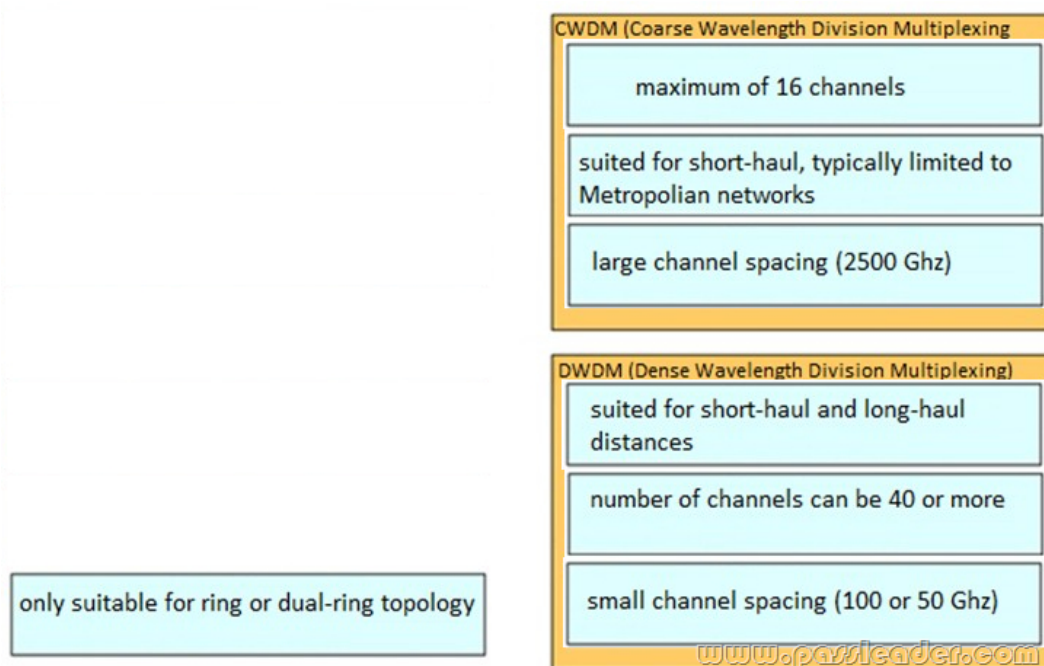 CWDM (Coarse Wavelength Division Multiplexing
maximum of 16 channels
suited for short-haul, typically limited to
Metropolian networks
large channel spacing (2500 Ghz)
DWDM (Dense Wavelength Division Multiplexing)
suited for short-haul and long-haul
distances
number of channels can be 40 or more
small channel spacing (100 or 50 Ghz)
only suitable for ring or dual-ring topology
www.passleader.com